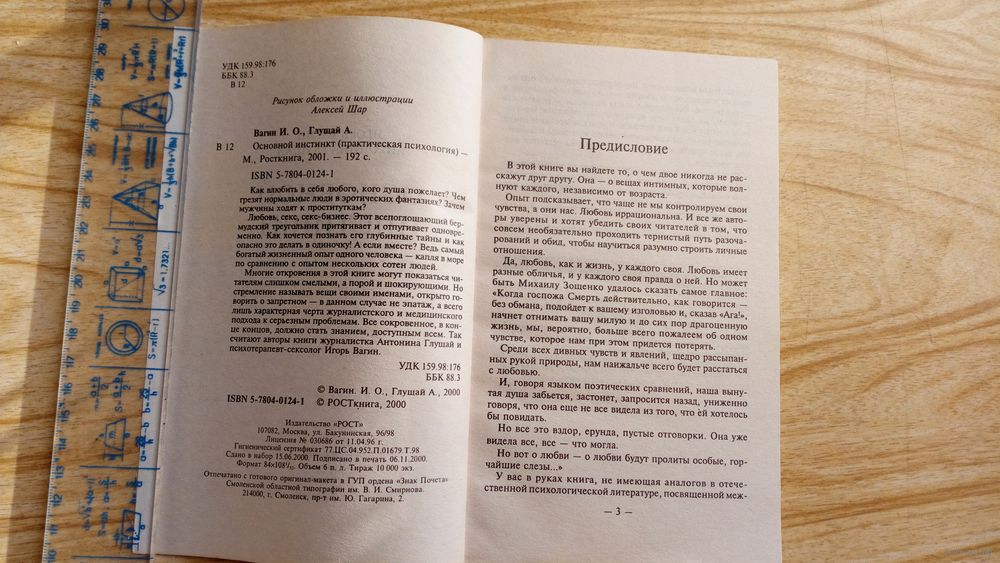 УДК 159.98:176
ББК 88.3
В 12
Рисунок обложки и иллюстрации
Алексей Шар
Вагин И. О., Глущай А.
В 12 Основной инстинкт (практическая психология) —
М., Росткнига, 2001. — 192 с.
ISBN 5-7804-0124-1
Как влюбить в себя любого, кого душа пожелает? Чем
грезят нормальные люди в эротических фантазиях? Зачем
мужчины ходят к проституткам?
Любовь, секс, секс-бизнес. Этот всепоглощающий бер-
мудский треугольник притягивает и отпугивает одновре-
менно. Как хочется познать его глубинные тайны и как
опасно это делать в одиночку! А если вместе? Ведь самый
богатый жизненный опыт одного человека — капля в море
по сравнению с опытом нескольких сотен людей.
Многие откровения в этой книге могут показаться чи-
тателям слишком смелыми, а порой и шокирующими. Но
стремление называть вещи своими именами, открыто го-
ворить о запретном — в данном случае не эпатаж, а всего
лишь характерная черта журналистского и медицинского
подхода к серьезным проблемам. Все сокровенное, в кон-
це концов, должно стать знанием, доступным всем. Так
считают авторы книги журналистка Антонина Глущай и
психотерапевт-сексолог Игорь Вагин.
УДК 159.98:176
ББК 88.3
© Вагин. И. О., Глущай А., 2000
ISBN 5-7804-0124-1 © РОСТкнига, 2000
Издательство «РОСТ»
107082, Москва, ул. Бакунинская, 96/98
Лицензия № 030686 от 11.04.96 г.
Гигиенический сертификат 77.ЦС.04.952.П.01679.Т.98
Сдано в набор 15.06.2000. Подписано в печать 06.11.2000.
Формат 84х108¹/₃₂. Объем 6 п. л. Тираж 10 000 экз.
Отпечатано с готового оригинал-макета в ГУП ордена «Знак Почета»
Смоленской областной типографии им. В. И. Смирнова.
214000, г. Смоленск, пр-т им. Ю. Гагарина, 2.
Предисловие
В этой книге вы найдете то, о чем двое никогда не рас-
скажут друг другу. Она — о вещах интимных, которые вол-
нуют каждого, независимо от возраста.
Опыт подсказывает, что чаще не мы контролируем свои
чувства, а они нас. Любовь иррациональна. И все же авто-
ры уверены и хотят убедить своих читателей в том, что
совсем необязательно проходить тернистый путь разоча-
рований и обид, чтобы научиться разумно строить личные
отношения.
Да, любовь, как и жизнь, у каждого своя. Любовь имеет
разные обличья, и у каждого своя правда о ней. Но может
быть Михаилу Зощенко удалось сказать самое главное:
«Когда госпожа Смерть действительно, как говорится —
без обмана, подойдет к вашему изголовью и, сказав «Ага!»,
начнет отнимать вашу милую и до сих пор драгоценную
жизнь, мы, вероятно, больше всего пожалеем об одном
чувстве, которое нам при этом придется потерять.
Среди всех дивных чувств и явлений, щедро рассыпан-
ных рукой природы, нам наижальче всего будет расстаться
с любовью.
И, говоря языком поэтических сравнений, наша выну-
тая душа забьется, застонет, запросится назад, униженно
говоря, что она еще не все видела из того, что ей хотелось
бы повидать.
Но все это вздор, ерунда, пустые отговорки. Она уже
видела все, все — что могла.
Но вот о любви — о любви будут пролиты особые, гор-
чайшие слезы...»
У вас в руках книга, не имеющая аналогов в отече-
ственной психологической литературе, посвященной меж-
— 3 —